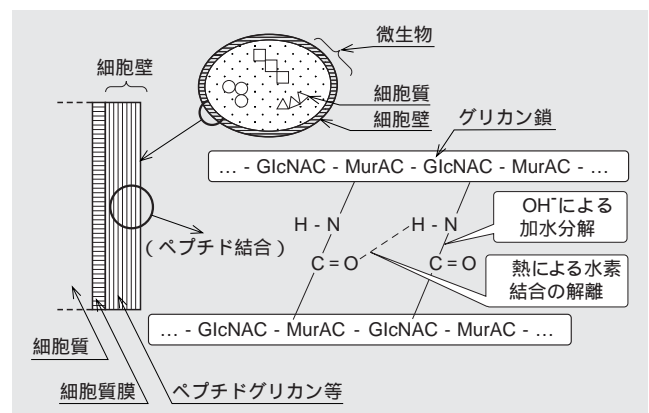 微生物
細胞壁
細胞質
細胞壁
グリカン鎖
... - GlcNAC - MurAC - GlcNAC - MurAC - ...
OH⁻による
加水分解
H - N
H - N
(ペプチド結合)
C = O
C = O
熱による水素
結合の解離
... - GlcNAC - MurAC - GlcNAC - MurAC - ...
細胞質
細胞質膜
ペプチドグリカン等